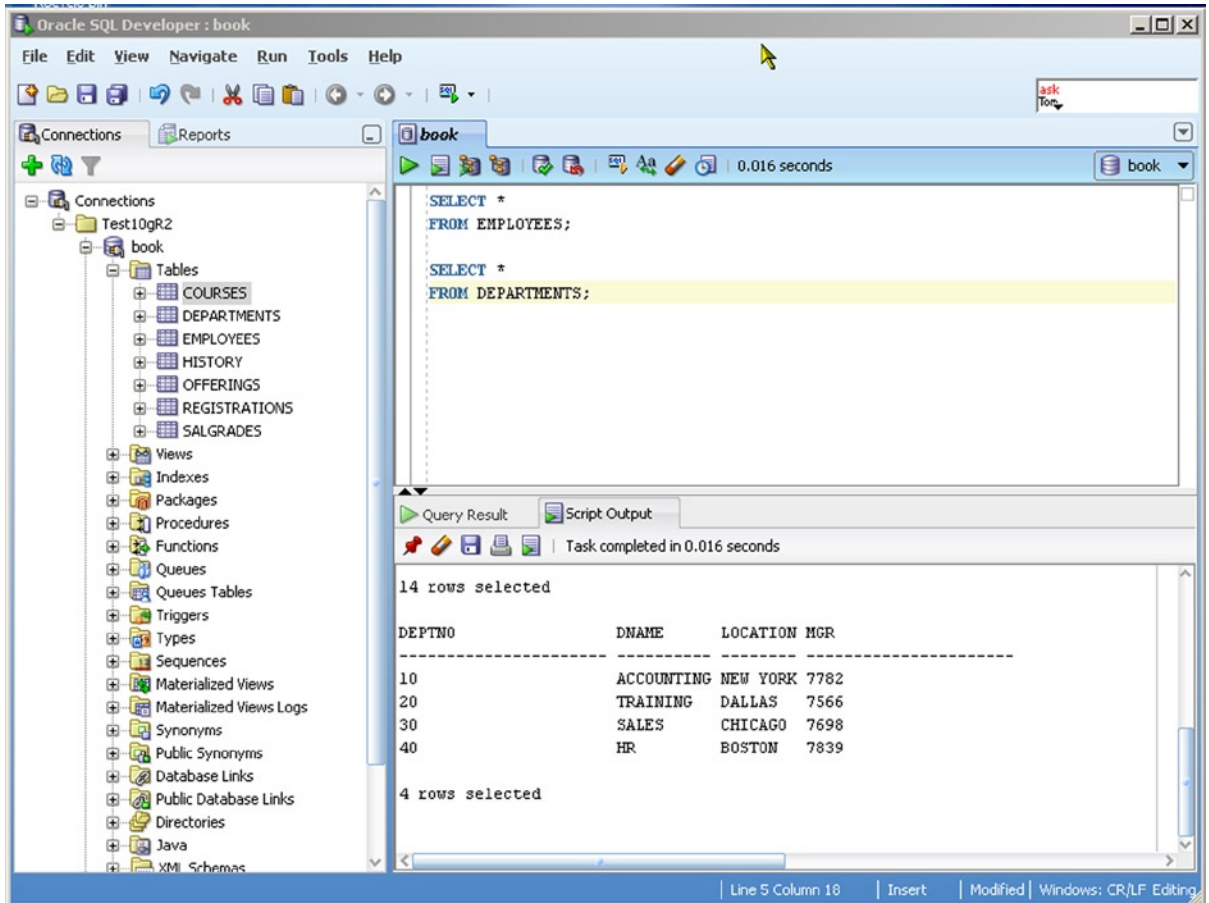 Oracle SQL Developer : book
File Edit View Navigate Run Tools Help
ask
Tom
Connections Reports
book
0.016 seconds
book
Connections
Test10gR2
book
Tables
COURSES
DEPARTMENTS
EMPLOYEES
HISTORY
OFFERINGS
REGISTRATIONS
SALGRADES
Views
Indexes
Packages
Procedures
Functions
Queues
Queues Tables
Triggers
Types
Sequences
Materialized Views
Materialized Views Logs
Synonyms
Public Synonyms
Database Links
Public Database Links
Directories
Java
XML Schemas
SELECT *
FROM EMPLOYEES;
SELECT *
FROM DEPARTMENTS;
Query Result Script Output
Task completed in 0.016 seconds
14 rows selected
DEPTNO DNAME LOCATION MGR
---------------------- ---------- -------- ----------------------
10 ACCOUNTING NEW YORK 7782
20 TRAINING DALLAS 7566
30 SALES CHICAGO 7698
40 HR BOSTON 7839
4 rows selected
Line 5 Column 18 Insert Modified Windows: CR/LF Editing